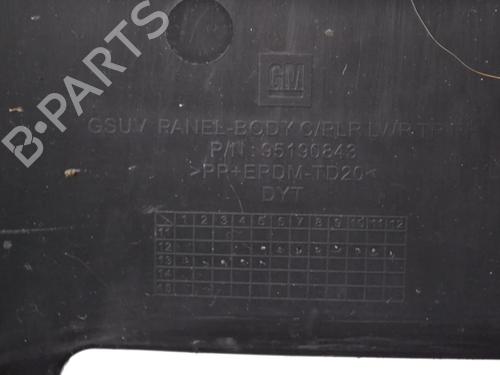 B-PARTS
GM
GSUV PANEL-BODY C/PLR LWR TRIM
P/N : 95190843
>PP+EPDM-TD20<
DYT
1 2 3 4 5 6 7 8 9 10 11 12
11
12
13
14
15